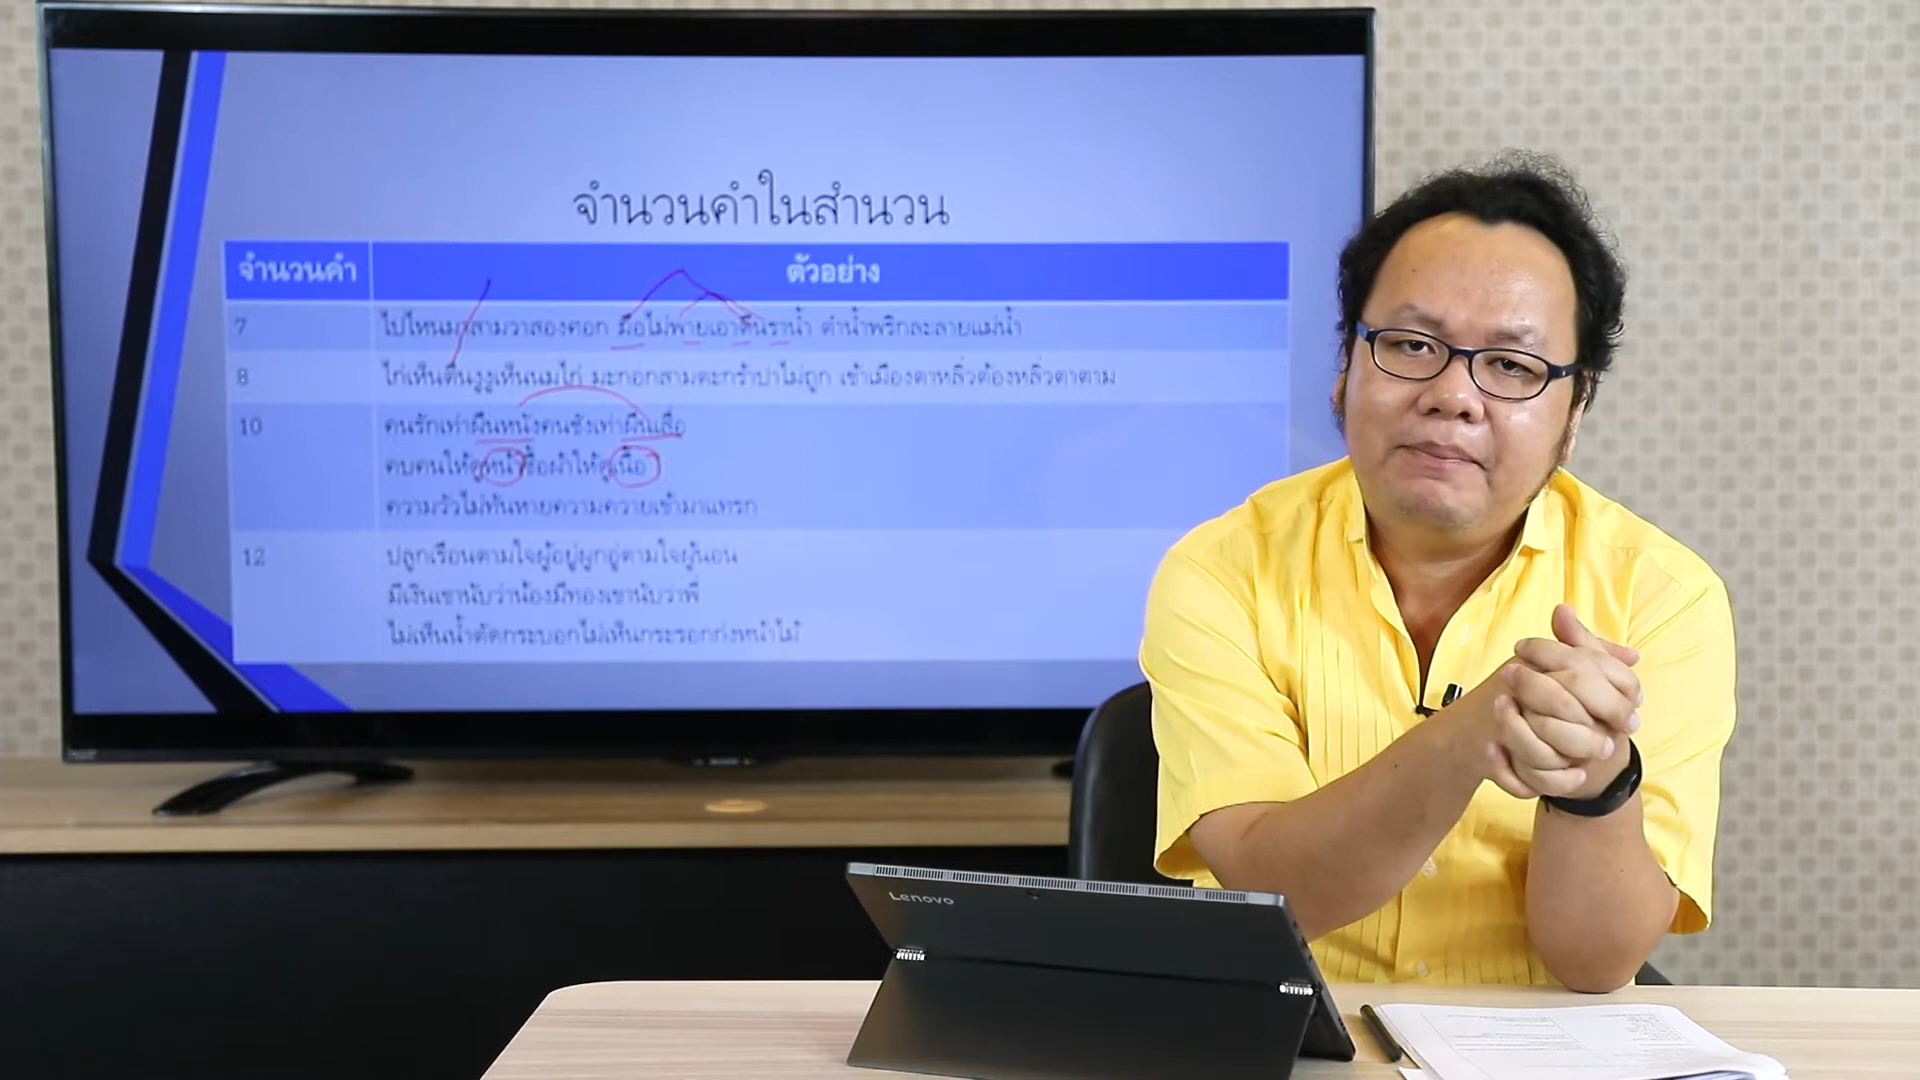 จำนวนคำในสำนวน
จำนวนคำ ตัวอย่าง
7 ไปไหนมาสามวาสองศอก มือไม่พายเอาตีนราน้ำ ตำน้ำพริกละลายแม่น้ำ
8 ไก่เห็นตีนงูงูเห็นนมไก่ มะกอกสามตะกร้าปาไม่ถูก เข้าเมืองตาหลิ่วต้องหลิ่วตาตาม
10 คนรักเท่าผืนหนังคนชังเท่าผืนเสื่อ
คบคนให้ดูหน้าซื้อผ้าให้ดูเนื้อ
ความวัวไม่ทันหายความควายเข้ามาแทรก
12 ปลูกเรือนตามใจผู้อยู่ผูกอู่ตามใจผู้นอน
มีเงินเขานับว่าน้องมีทองเขานับว่าพี่
ไม่เห็นน้ำตัดกระบอกไม่เห็นกระรอกก่งหน้าไม้
Lenovo